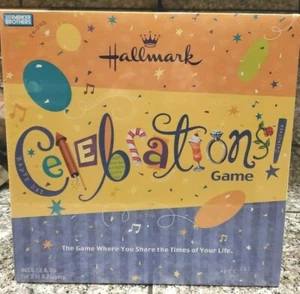 PARKER
BROTHERS
Hallmark
Celebrations!
Game
The Game Where You Share the Times of Your Life.